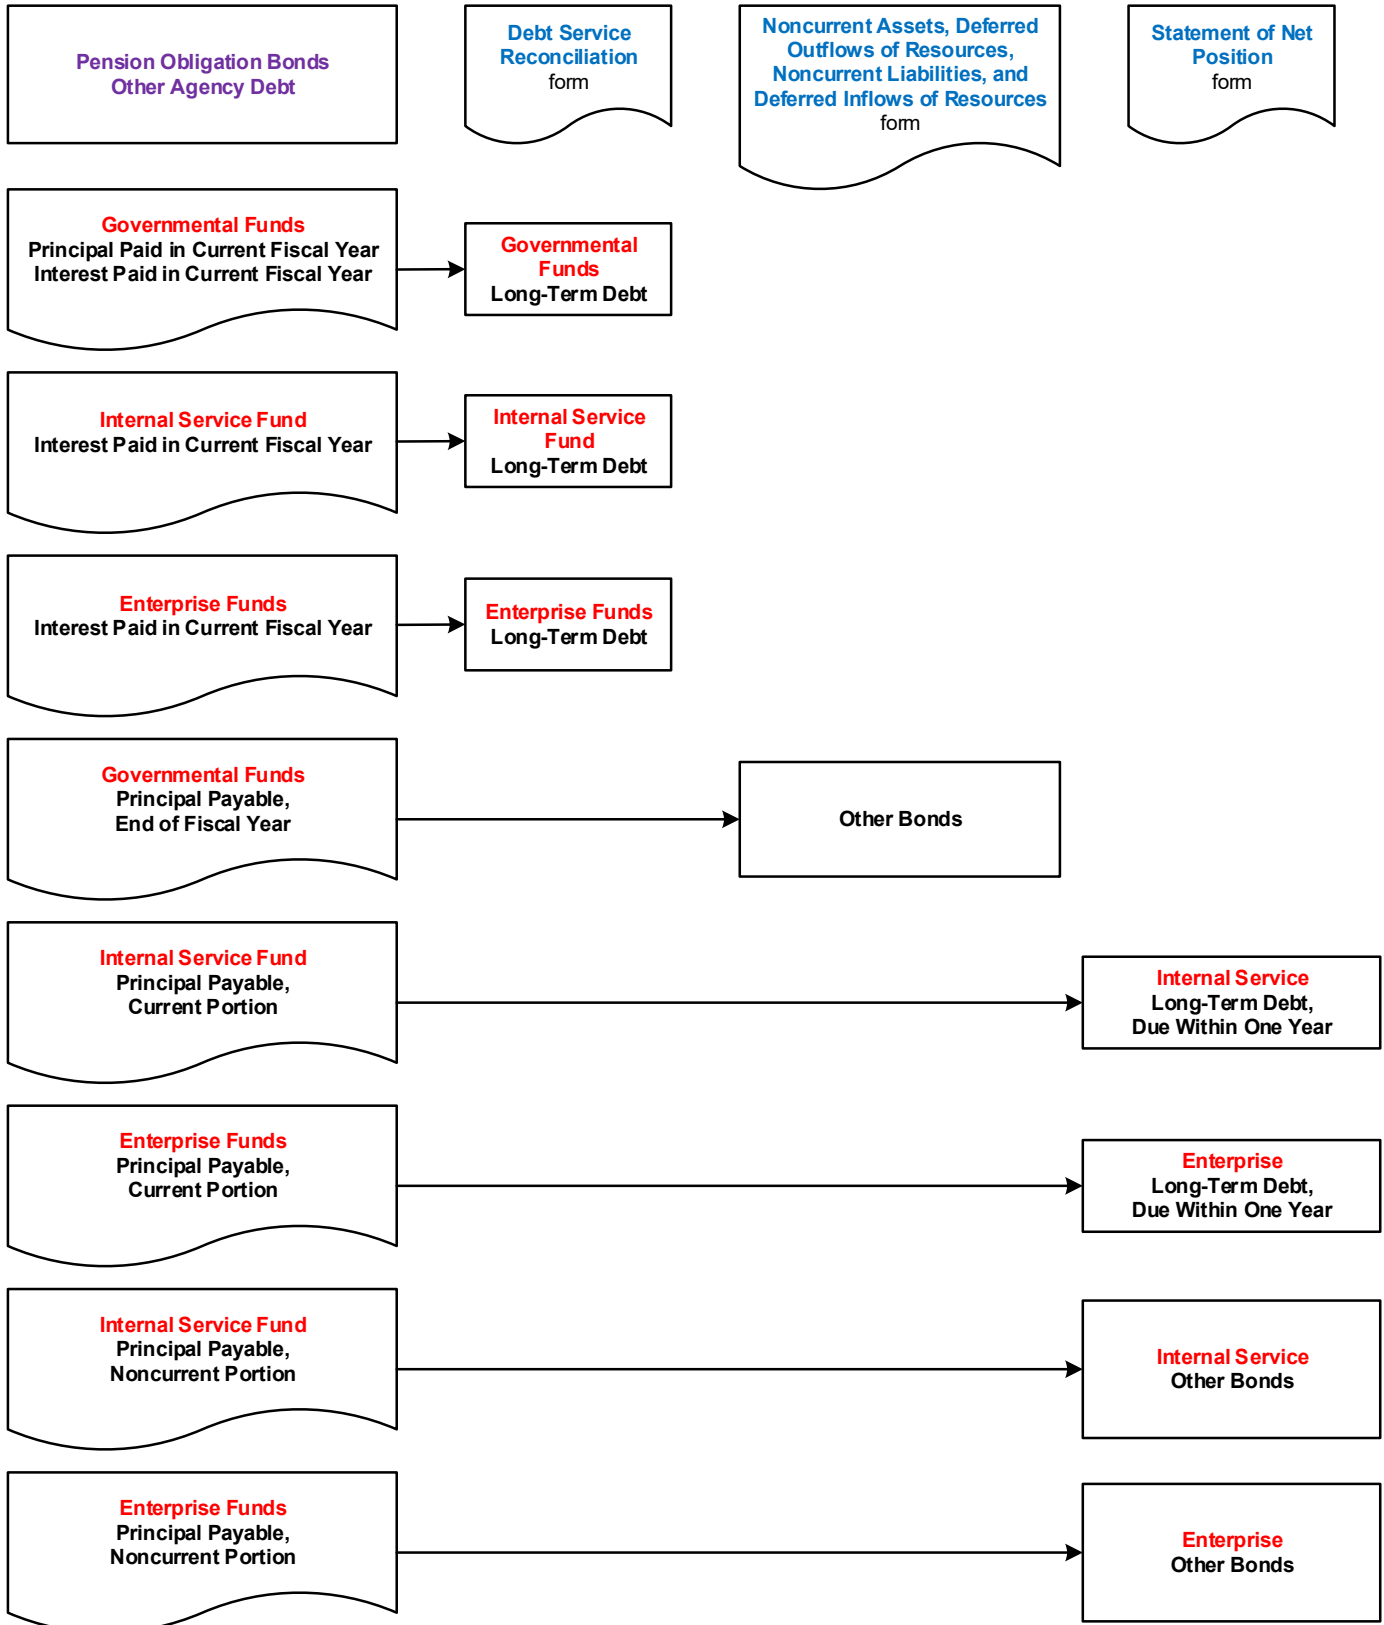 Pension Obligation Bonds
Other Agency Debt
Debt Service
Reconciliation
form
Noncurrent Assets, Deferred
Outflows of Resources,
Noncurrent Liabilities, and
Deferred Inflows of Resources
form
Statement of Net
Position
form
Governmental Funds
Principal Paid in Current Fiscal Year
Interest Paid in Current Fiscal Year
Governmental
Funds
Long-Term Debt
Internal Service Fund
Interest Paid in Current Fiscal Year
Internal Service
Fund
Long-Term Debt
Enterprise Funds
Interest Paid in Current Fiscal Year
Enterprise Funds
Long-Term Debt
Governmental Funds
Principal Payable,
End of Fiscal Year
Other Bonds
Internal Service Fund
Principal Payable,
Current Portion
Internal Service
Long-Term Debt,
Due Within One Year
Enterprise Funds
Principal Payable,
Current Portion
Enterprise
Long-Term Debt,
Due Within One Year
Internal Service Fund
Principal Payable,
Noncurrent Portion
Internal Service
Other Bonds
Enterprise Funds
Principal Payable,
Noncurrent Portion
Enterprise
Other Bonds